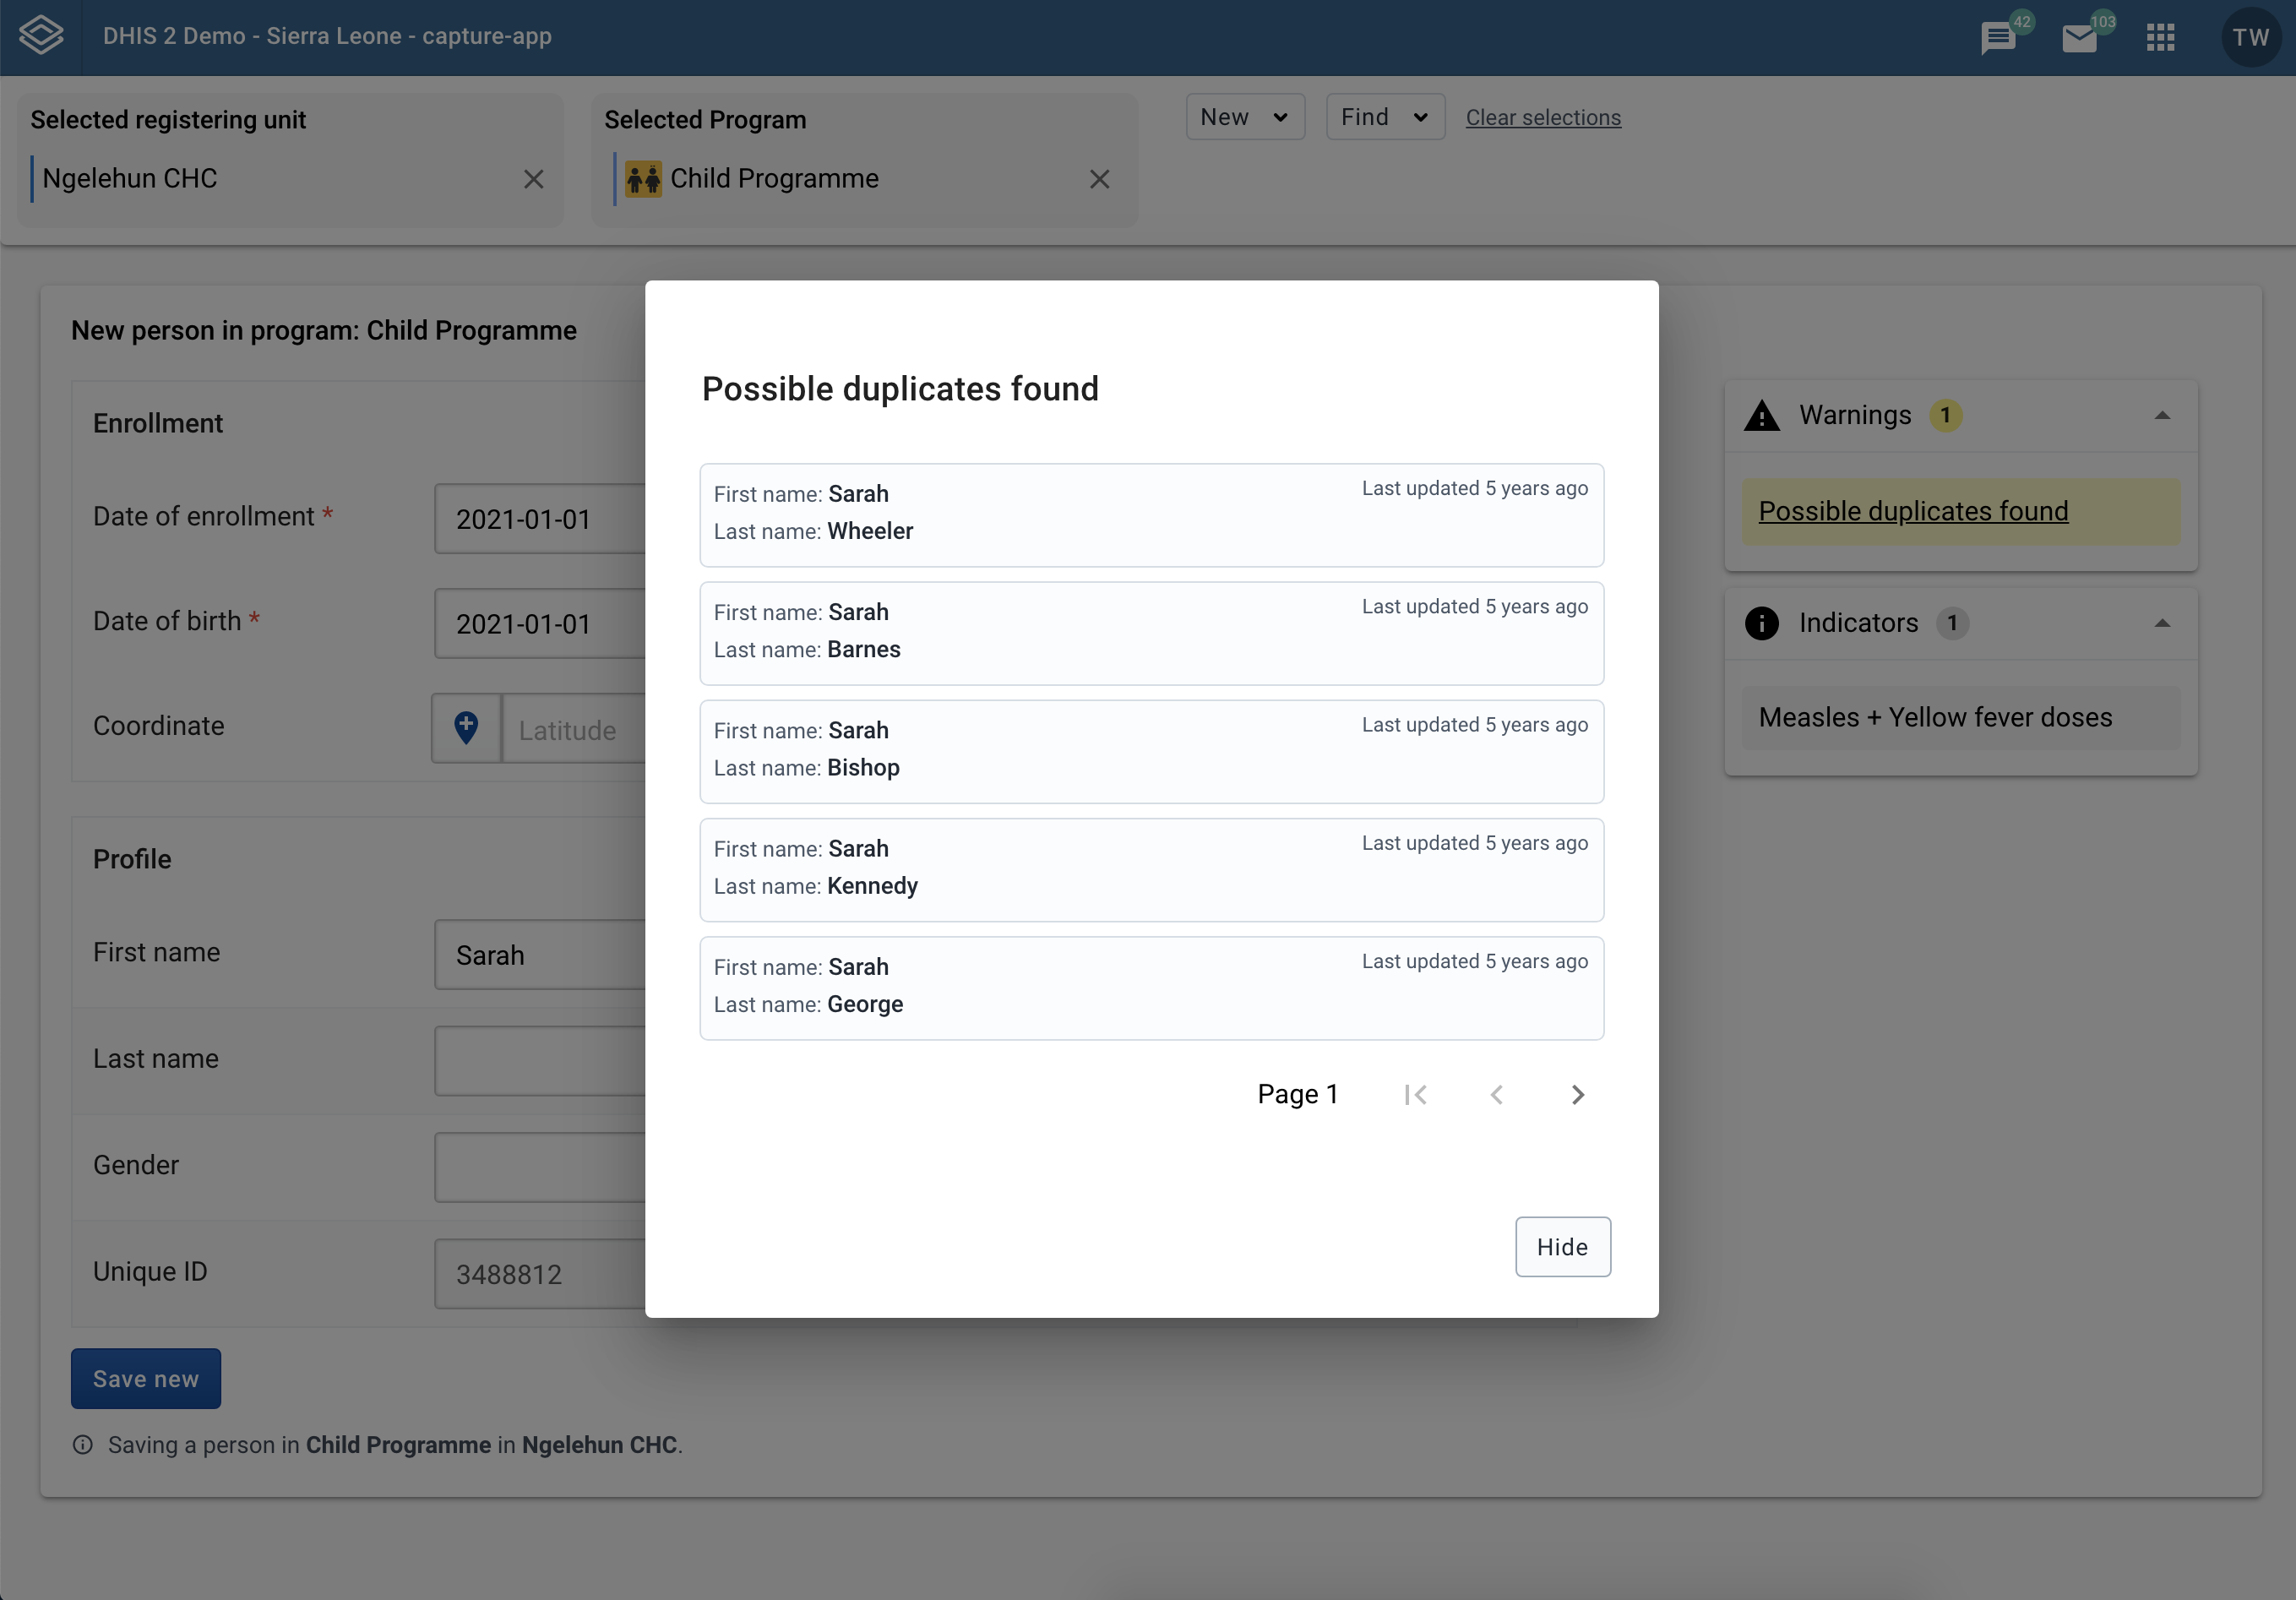 DHIS 2 Demo - Sierra Leone - capture-app
42
103
TW
Selected registering unit
Ngelehun CHC
Selected Program
Child Programme
New
Find
Clear selections
New person in program: Child Programme
Enrollment
Date of enrollment *
2021-01-01
Date of birth *
2021-01-01
Coordinate
Latitude
Profile
First name
Sarah
Last name
Gender
Unique ID
3488812
Save new
Saving a person in Child Programme in Ngelehun CHC.
Possible duplicates found
First name: Sarah
Last updated 5 years ago
Last name: Wheeler
First name: Sarah
Last updated 5 years ago
Last name: Barnes
First name: Sarah
Last updated 5 years ago
Last name: Bishop
First name: Sarah
Last updated 5 years ago
Last name: Kennedy
First name: Sarah
Last updated 5 years ago
Last name: George
Page 1
Hide
Warnings 1
Possible duplicates found
Indicators 1
Measles + Yellow fever doses